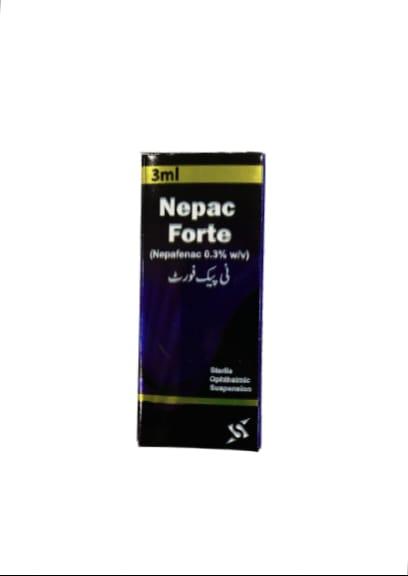 3ml
Nepac
Forte
(Nepafenac 0.3% w/v)
نی پیک فورٹ
Sterile
Ophthalmic
Suspension